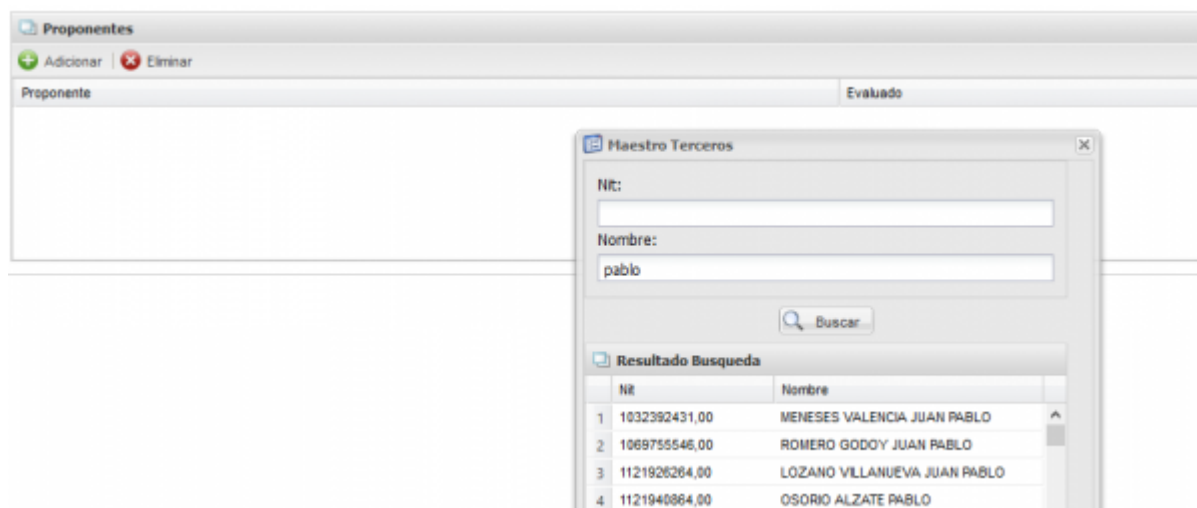 Proponentes
Adicionar Eliminar
Proponente Evaluado
Maestro Terceros
Nit:
Nombre:
pablo
Buscar
Resultado Busqueda
Nit Nombre
1 1032392431,00 MENESES VALENCIA JUAN PABLO
2 1069755546,00 ROMERO GODOY JUAN PABLO
3 1121926264,00 LOZANO VILLANUEVA JUAN PABLO
4 1121940864,00 OSORIO ALZATE PABLO